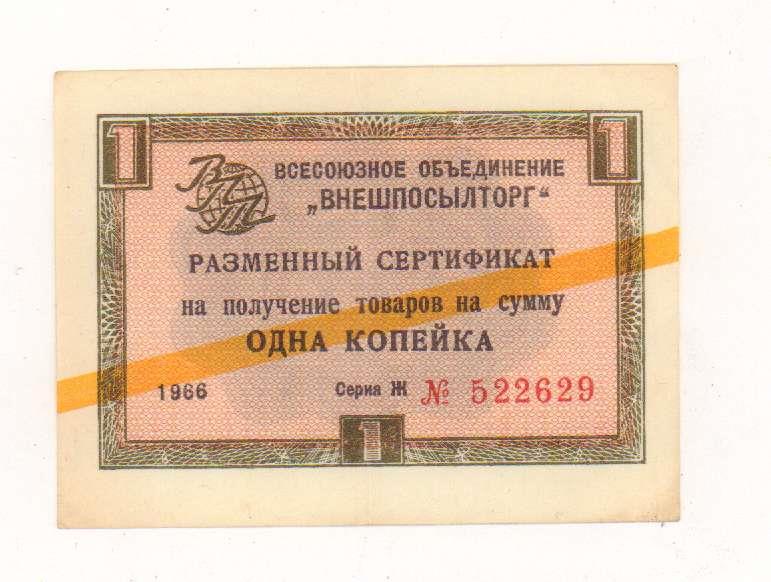 1 1
ВПТ
ВСЕСОЮЗНОЕ ОБЪЕДИНЕНИЕ
„ВНЕШПОСЫЛТОРГ“
РАЗМЕННЫЙ СЕРТИФИКАТ
на получение товаров на сумму
ОДНА КОПЕЙКА
1966 Серия Ж № 522629
1